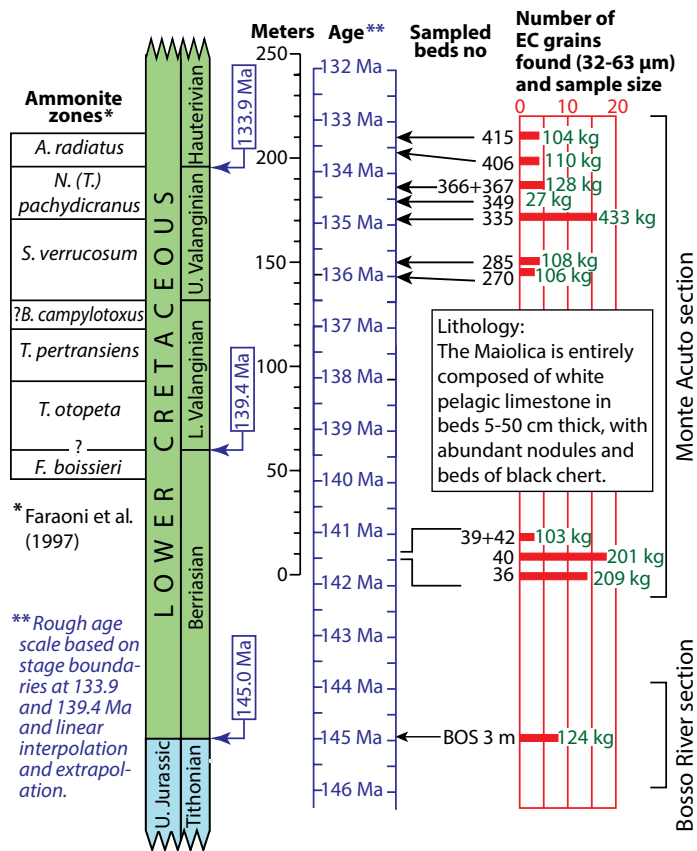 Meters
Age**
Sampled
beds no
Number of
EC grains
found (32-63 µm)
and sample size
0 10 20
Ammonite
zones*
A. radiatus
N. (T.)
pachydicranus
S. verrucosum
?B. campylotoxus
T. pertransiens
T. otopeta
?
F. boissieri
*Faraoni et al.
(1997)
**Rough age
scale based on
stage bounda-
ries at 133.9
and 139.4 Ma
and linear
interpolation
and extrapol-
ation.
LOWER CRETACEOUS
U. Jurassic
Hauterivian
U. Valanginian
L. Valanginian
Berriasian
Tithonian
133.9 Ma
139.4 Ma
145.0 Ma
250
200
150
100
50
0
132 Ma
133 Ma
134 Ma
135 Ma
136 Ma
137 Ma
138 Ma
139 Ma
140 Ma
141 Ma
142 Ma
143 Ma
144 Ma
145 Ma
146 Ma
415 104 kg
406 110 kg
366+367 128 kg
349 27 kg
335 433 kg
285 108 kg
270 106 kg
Lithology:
The Maiolica is entirely
composed of white
pelagic limestone in
beds 5-50 cm thick, with
abundant nodules and
beds of black chert.
39+42 103 kg
40 201 kg
36 209 kg
BOS 3 m 124 kg
Monte Acuto section
Bosso River section